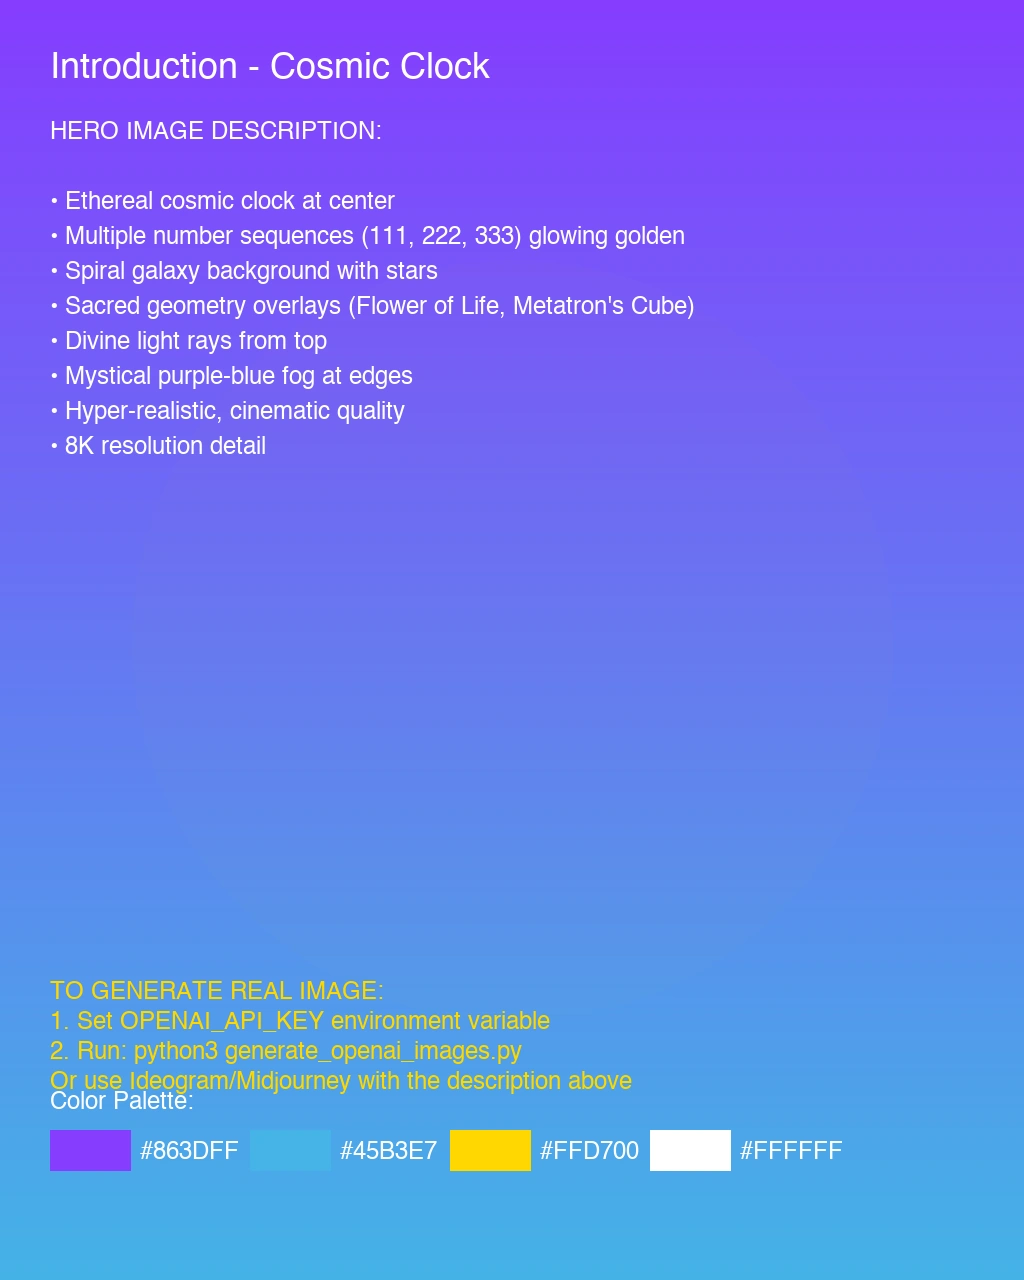 Introduction - Cosmic Clock
HERO IMAGE DESCRIPTION:
• Ethereal cosmic clock at center
• Multiple number sequences (111, 222, 333) glowing golden
• Spiral galaxy background with stars
• Sacred geometry overlays (Flower of Life, Metatron's Cube)
• Divine light rays from top
• Mystical purple-blue fog at edges
• Hyper-realistic, cinematic quality
• 8K resolution detail
TO GENERATE REAL IMAGE:
1. Set OPENAI_API_KEY environment variable
2. Run: python3 generate_openai_images.py
Or use Ideogram/Midjourney with the description above
Color Palette:
#863DFF #45B3E7 #FFD700 #FFFFFF